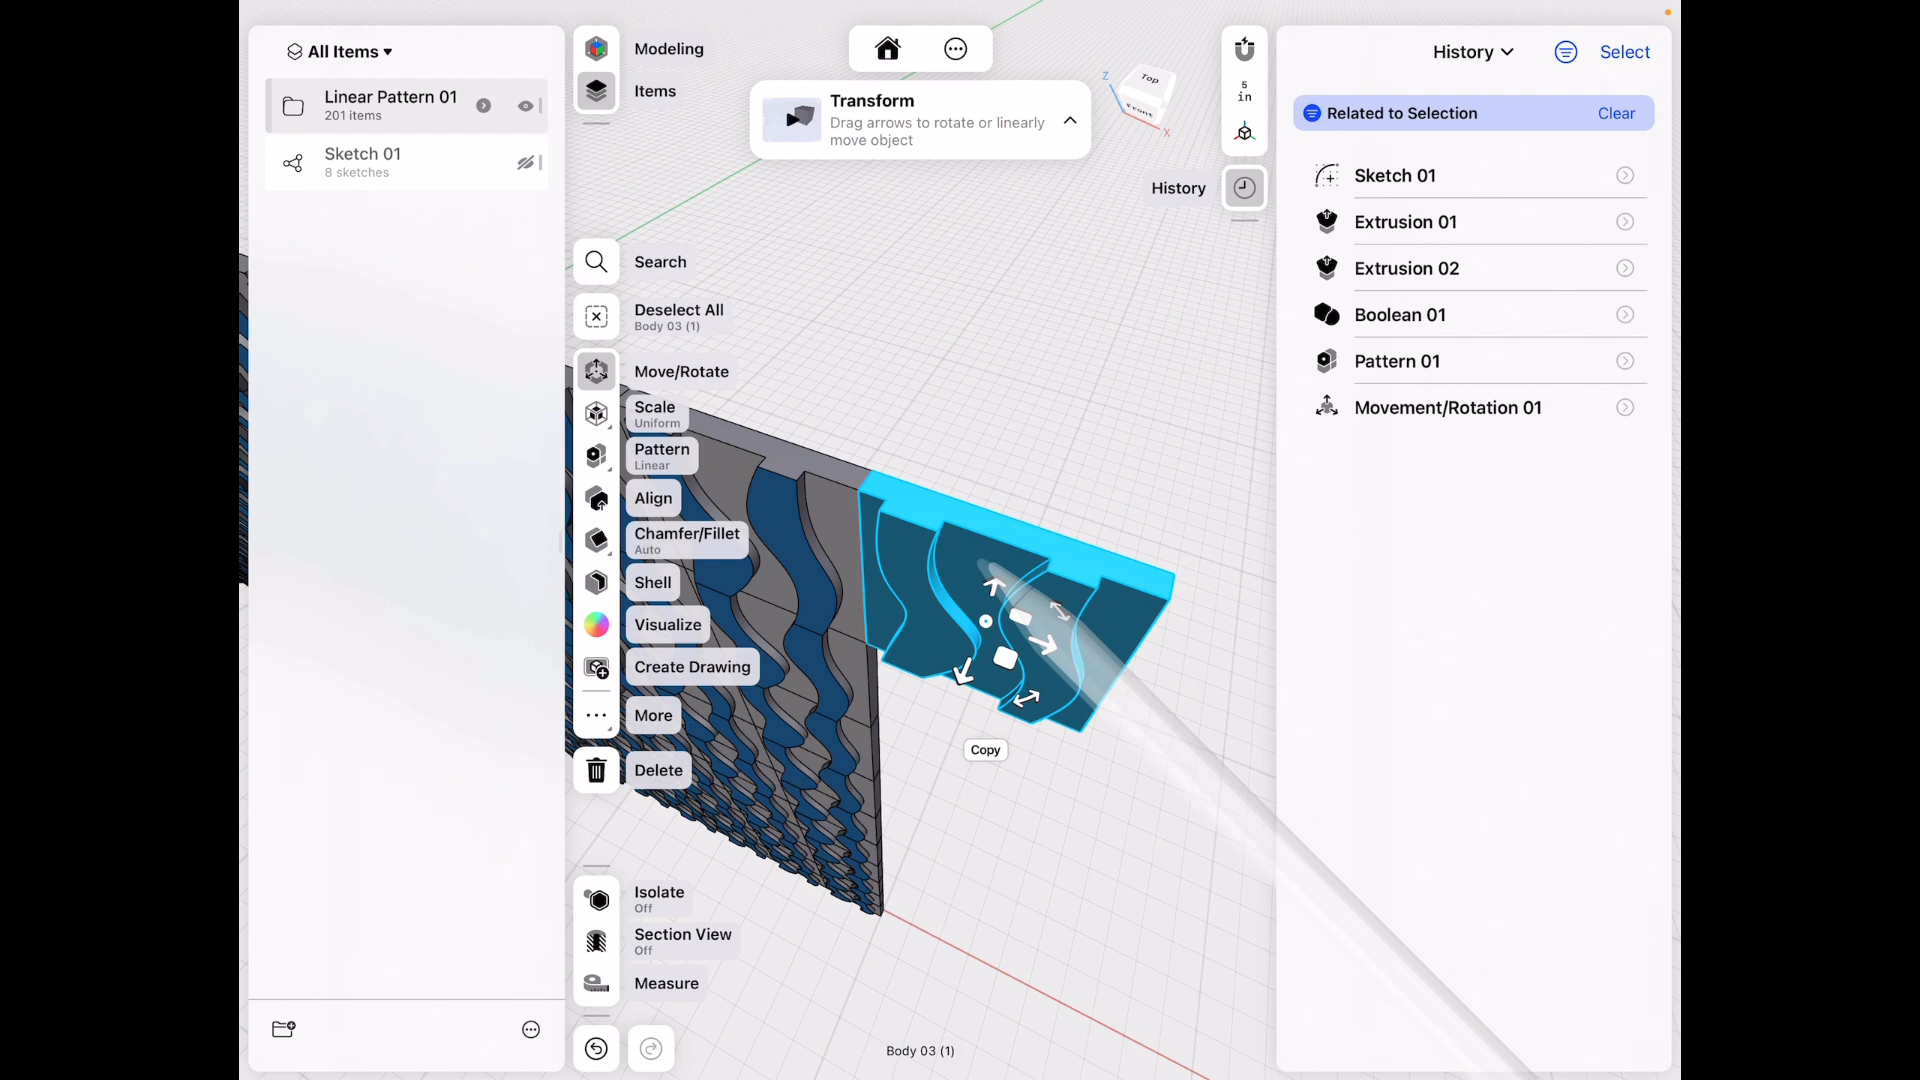 All Items
Linear Pattern 01
201 items
Sketch 01
8 sketches
Modeling
Items
Search
Deselect All
Body 03 (1)
Move/Rotate
Scale
Uniform
Pattern
Linear
Align
Chamfer/Fillet
Auto
Shell
Visualize
Create Drawing
More
Delete
Isolate
Off
Section View
Off
Measure
Transform
Drag arrows to rotate or linearly
move object
Z
Top
Front
X
5
in
History
Copy
Body 03 (1)
History
Select
Related to Selection
Clear
Sketch 01
Extrusion 01
Extrusion 02
Boolean 01
Pattern 01
Movement/Rotation 01